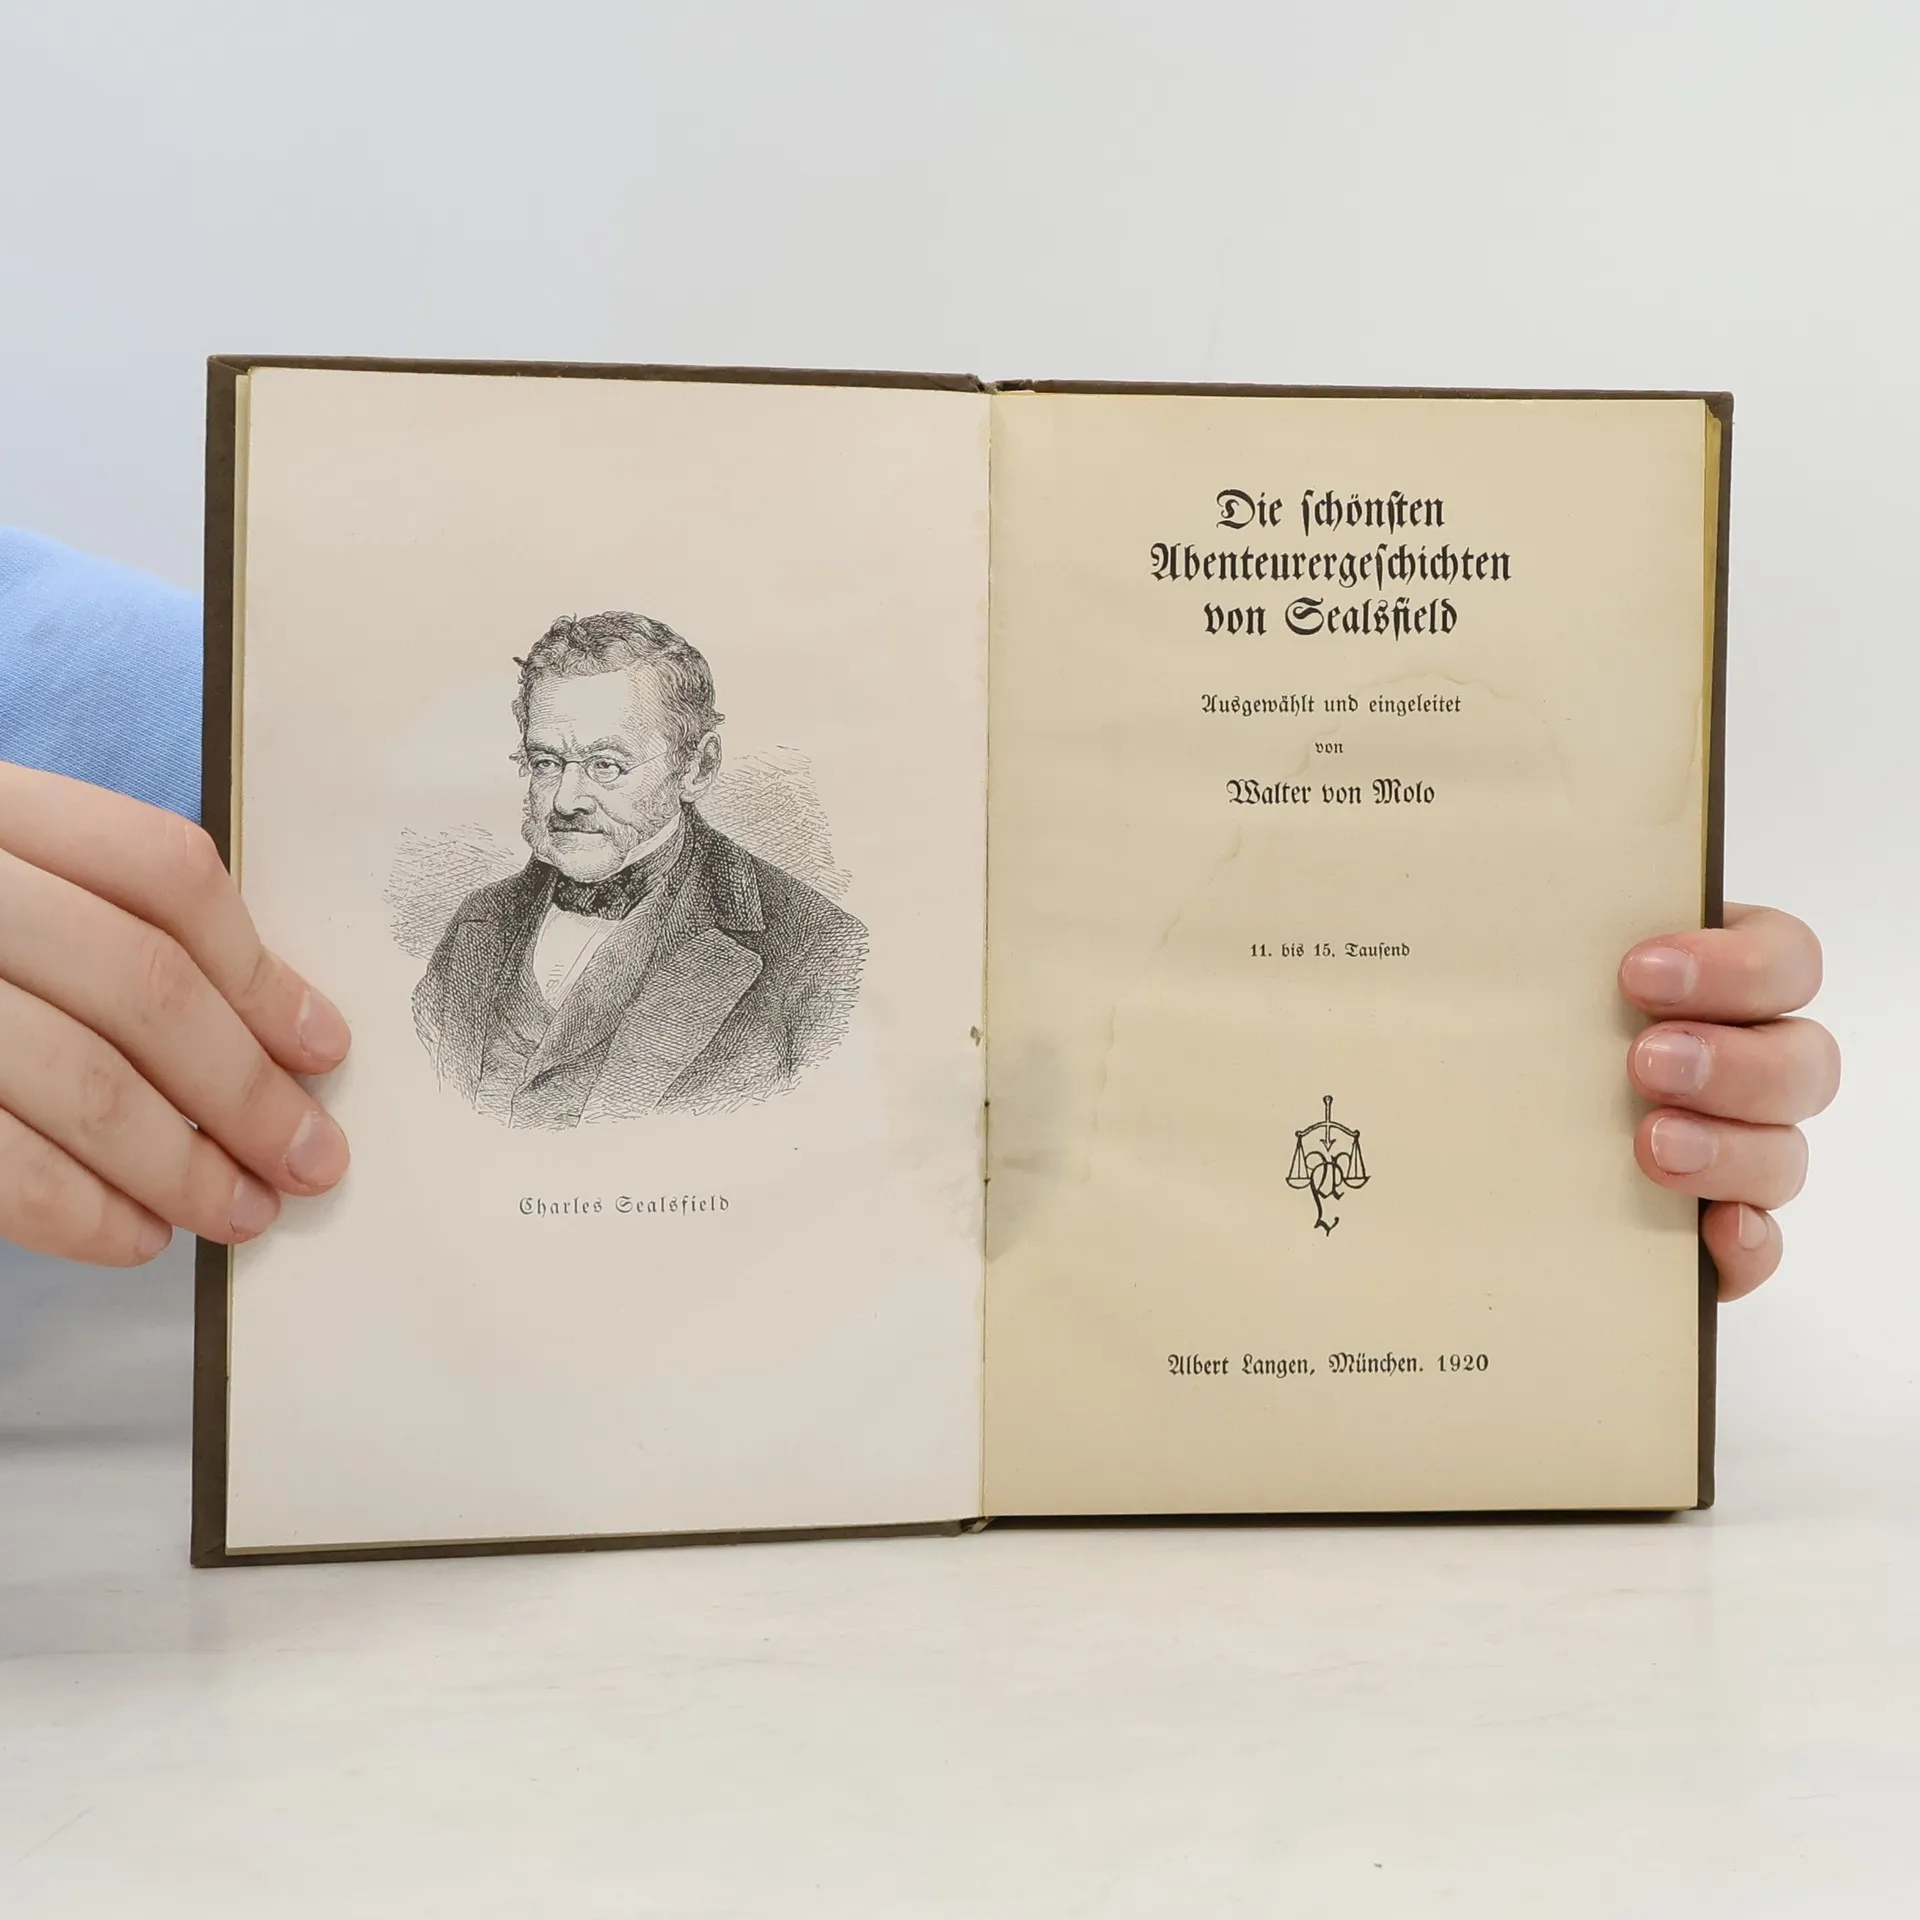 Charles Sealsfield
Die schönsten
Abenteurergeschichten
von Sealsfield
Ausgewählt und eingeleitet
von
Walter von Molo
11. bis 15. Tausend
AL
Albert Langen, München. 1920